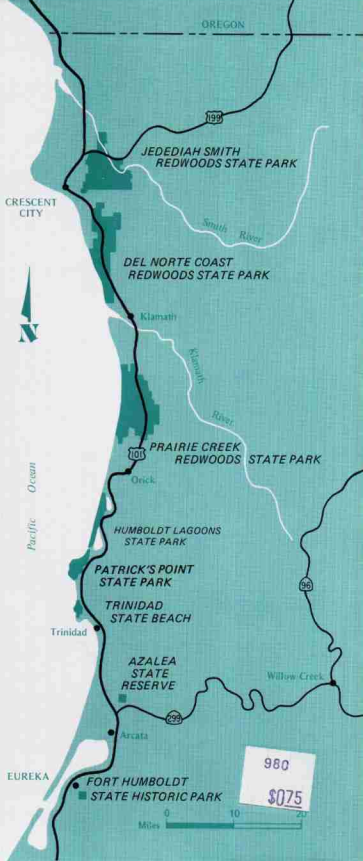 OREGON
199
JEDEDIAH SMITH
REDWOODS STATE PARK
CRESCENT
CITY
Smith River
DEL NORTE COAST
REDWOODS STATE PARK
N
Klamath
Klamath
River
PRAIRIE CREEK
REDWOODS STATE PARK
101
Orick
Pacific Ocean
HUMBOLDT LAGOONS
STATE PARK
PATRICK'S POINT
STATE PARK
96
TRINIDAD
STATE BEACH
Trinidad
AZALEA
STATE
RESERVE
Willow Creek
299
Arcata
980
$075
EUREKA
FORT HUMBOLDT
STATE HISTORIC PARK
Miles 0 10 20